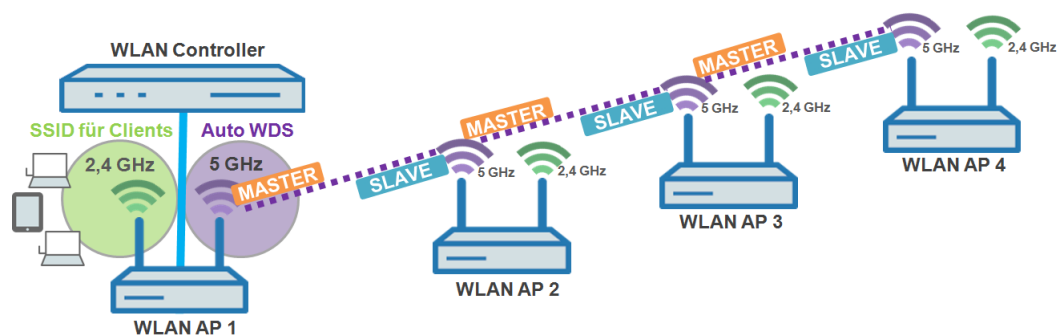 WLAN Controller
SSID für Clients
Auto WDS
2,4 GHz
5 GHz
MASTER
WLAN AP 1
SLAVE
5 GHz
2,4 GHz
MASTER
WLAN AP 2
SLAVE
5 GHz
2,4 GHz
MASTER
WLAN AP 3
SLAVE
5 GHz
2,4 GHz
WLAN AP 4